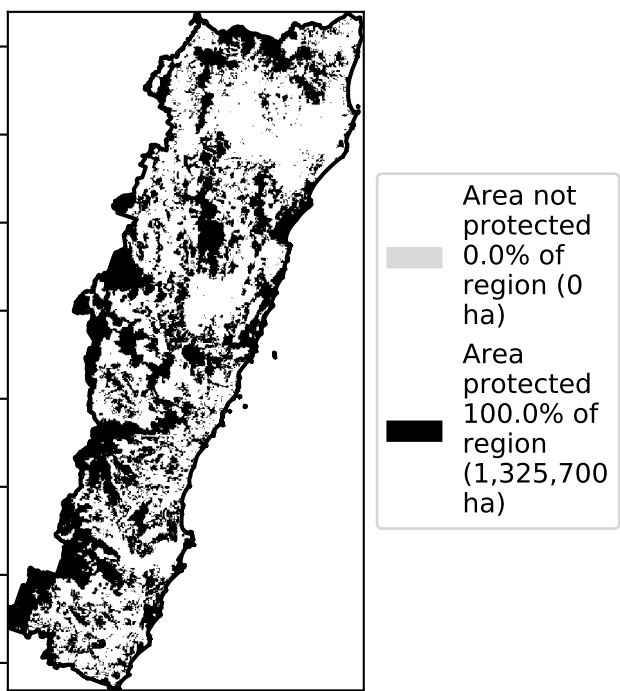 Area not
protected
0.0% of
region (0
ha)
Area
protected
100.0% of
region
(1,325,700
ha)